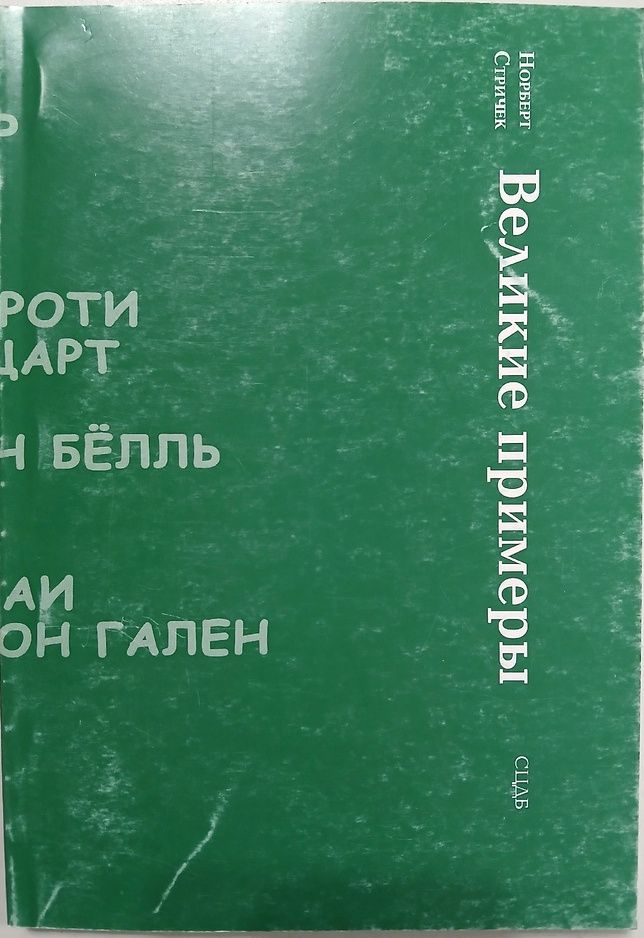 Норберт
Стричек
Великие примеры
СЦДБ
Р
РОТИ
ЦАРТ
Н БЁЛЛЬ
АИ
ОН ГАЛЕН